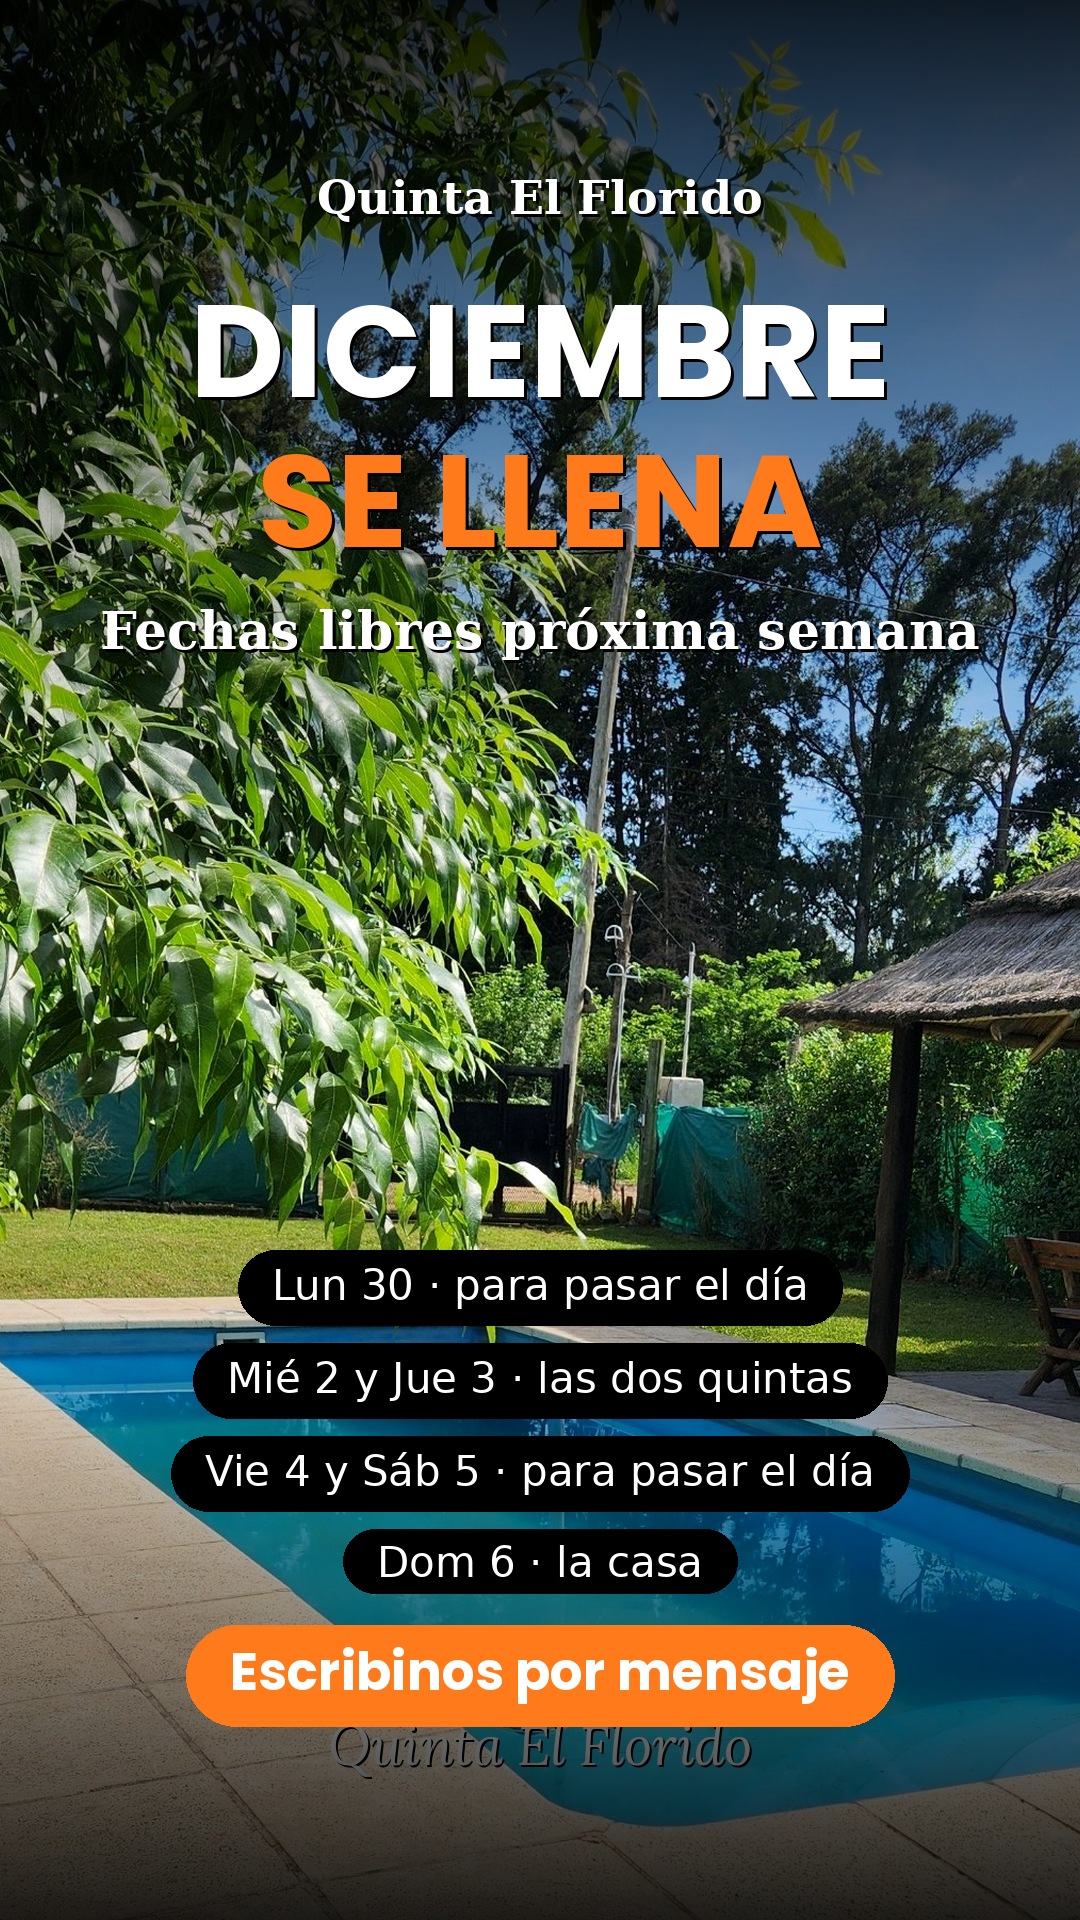 Quinta El Florido
DICIEMBRE
SE LLENA
Fechas libres próxima semana
Lun 30 · para pasar el día
Mié 2 y Jue 3 · las dos quintas
Vie 4 y Sáb 5 · para pasar el día
Dom 6 · la casa
Escribinos por mensaje
Quinta El Florido